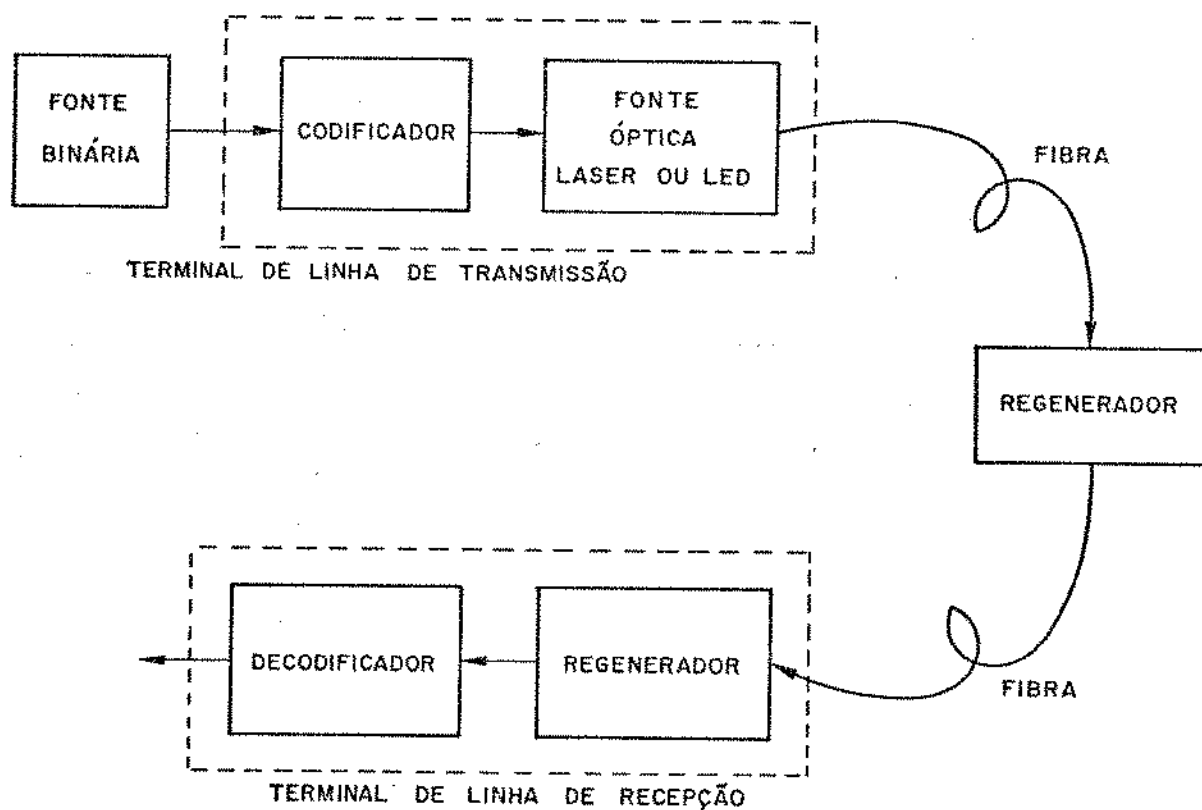 FONTE
BINÁRIA
CODIFICADOR
FONTE
ÓPTICA
LASER OU LED
TERMINAL DE LINHA DE TRANSMISSÃO
FIBRA
REGENERADOR
FIBRA
REGENERADOR
DECODIFICADOR
TERMINAL DE LINHA DE RECEPÇÃO